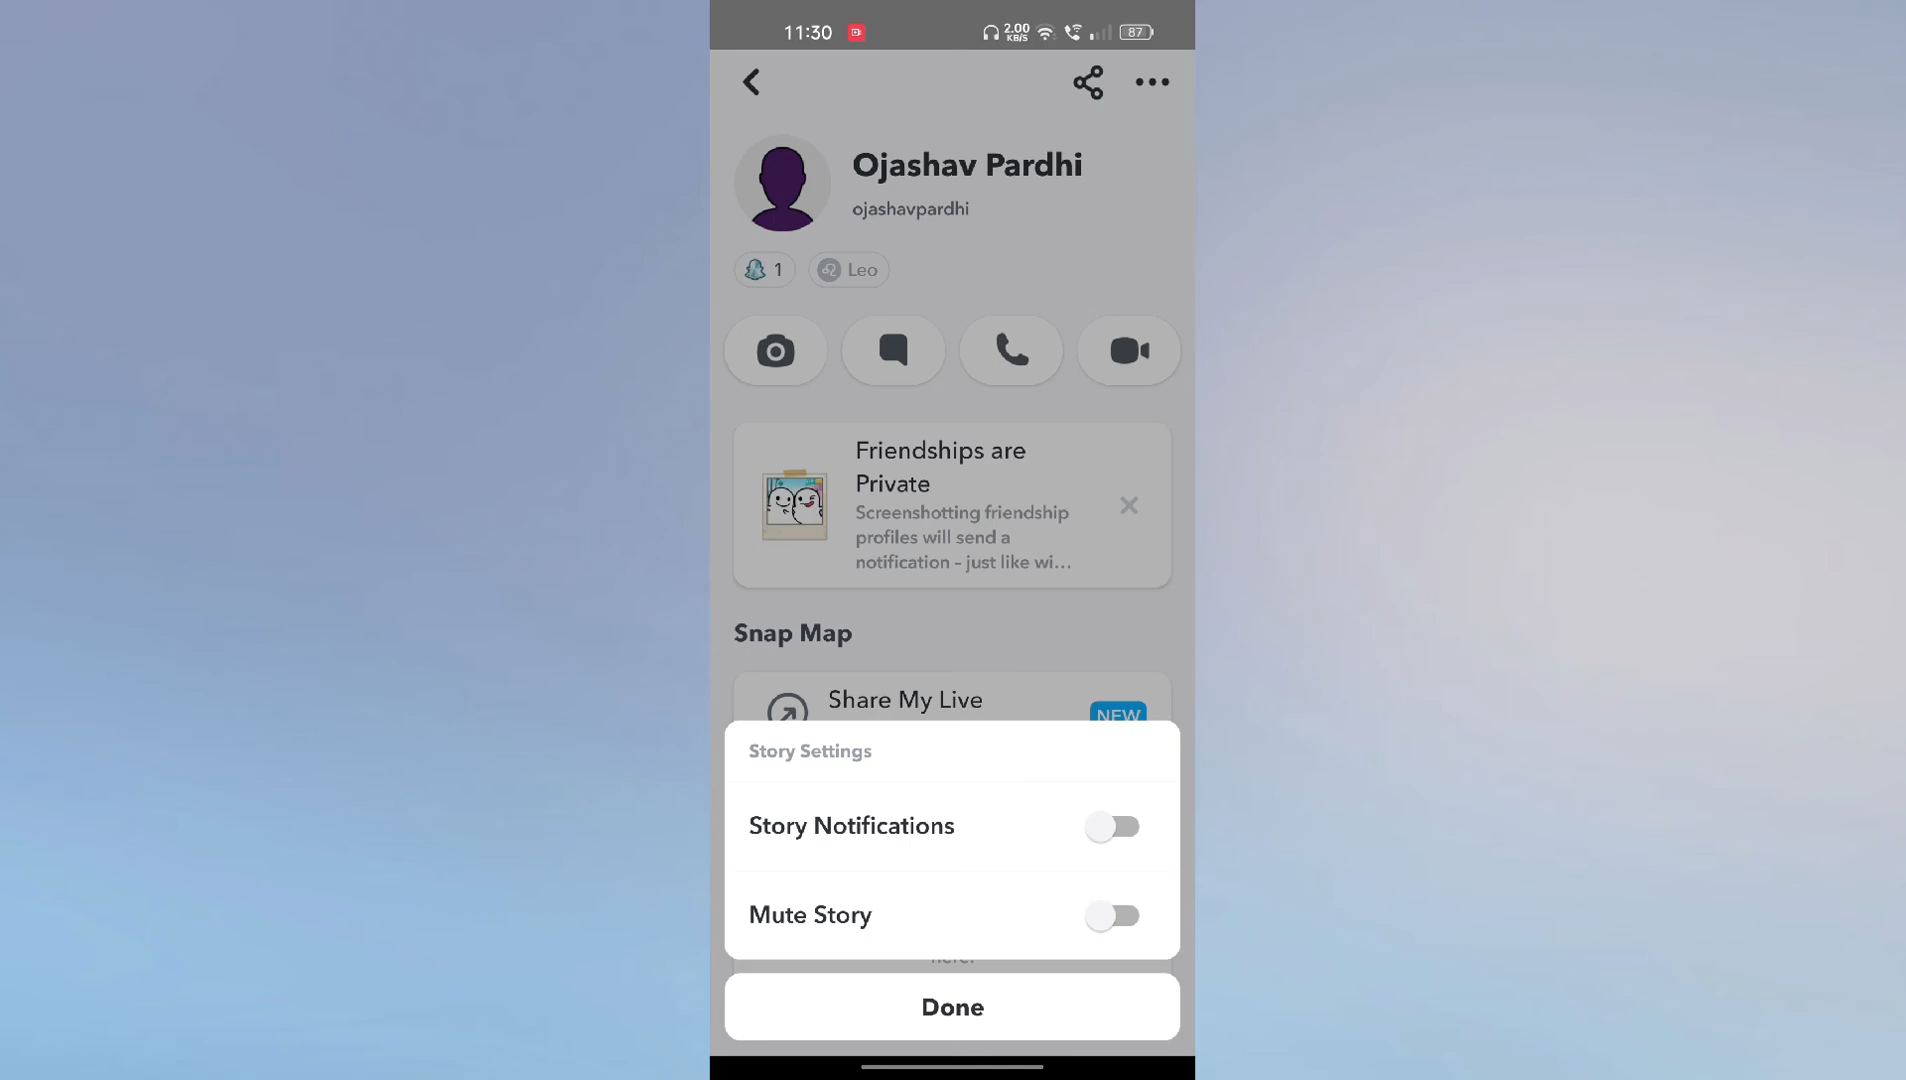 11:30
2.00
KB/S
87
Ojashav Pardhi
ojashavpardhi
1
Leo
Friendships are
Private
Screenshotting friendship
profiles will send a
notification – just like wi...
Snap Map
Share My Live
NEW
Story Settings
Story Notifications
Mute Story
here!
Done